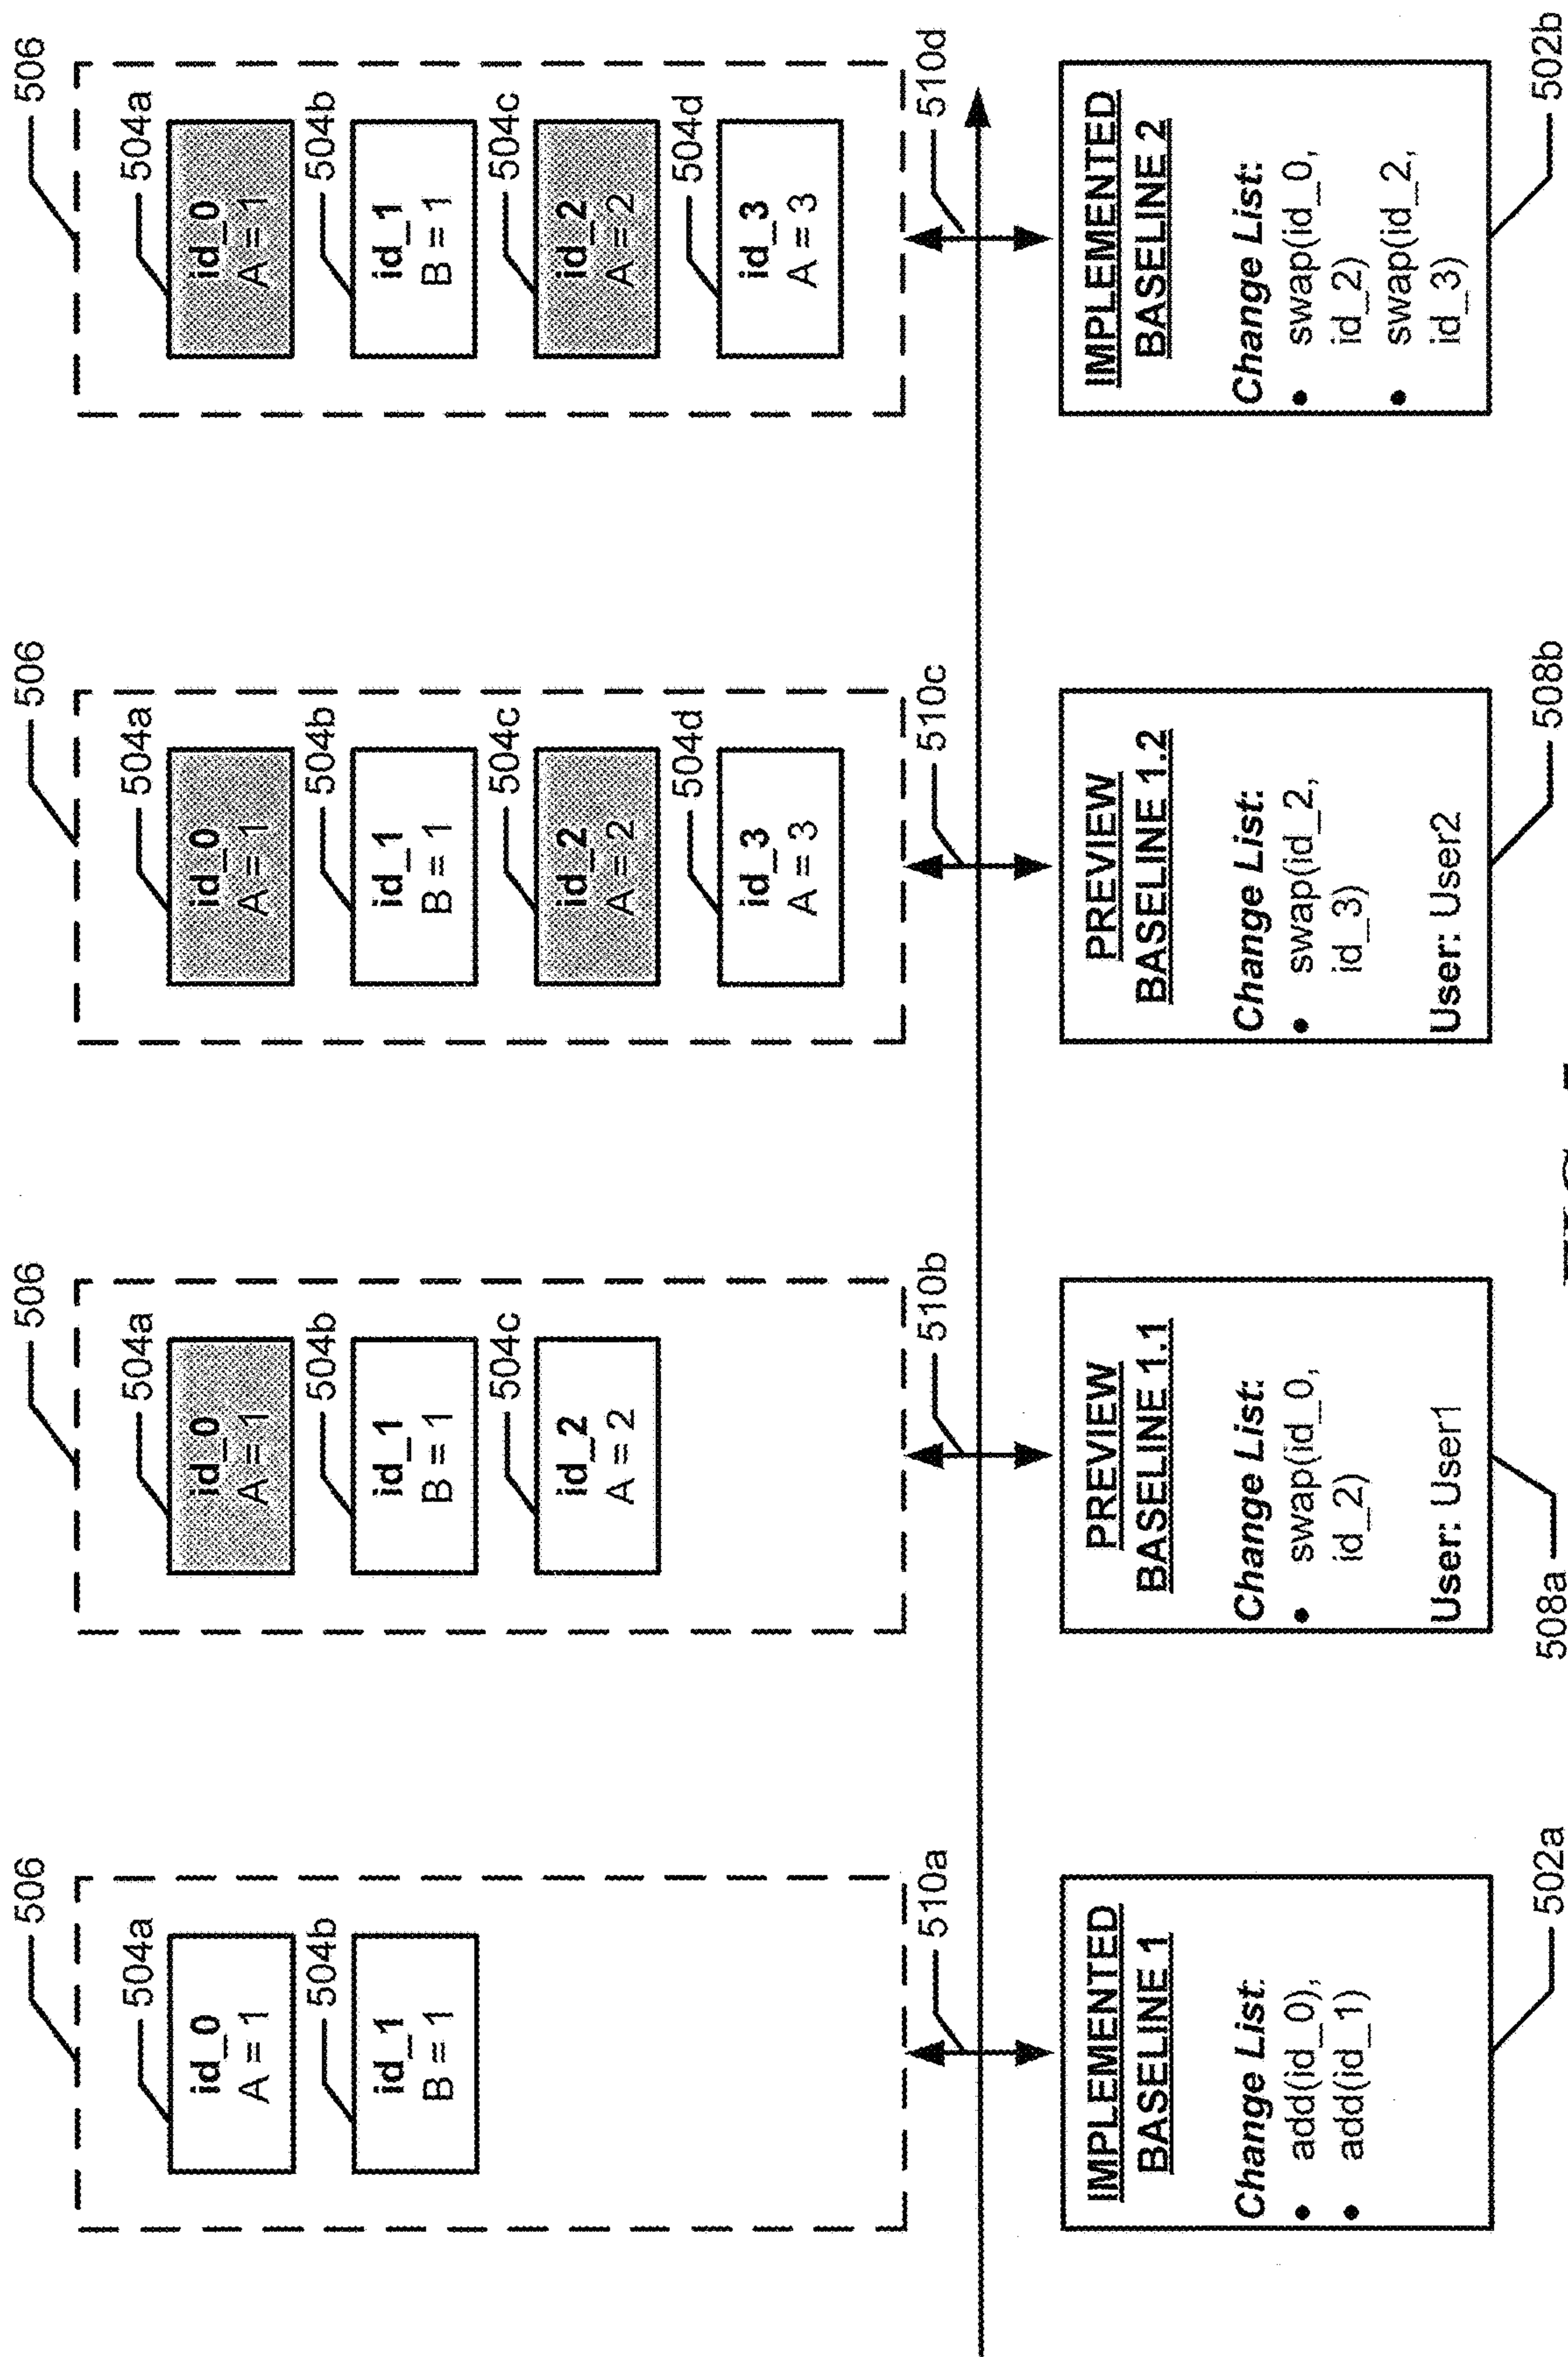 506
504a
id_0
A = 1
504b
id_1
B = 1
510a
IMPLEMENTED
BASELINE 1
Change List:
• add(id_0),
• add(id_1)
502a
506
504a
id_0
A = 1
504b
id_1
B = 1
504c
id_2
A = 2
510b
PREVIEW
BASELINE 1.1
Change List:
• swap(id_0,
id_2)
User: User1
508a
506
504a
id_0
A = 1
504b
id_1
B = 1
504c
id_2
A = 2
504d
id_3
A = 3
510c
PREVIEW
BASELINE 1.2
Change List:
• swap(id_2,
id_3)
User: User2
508b
506
504a
id_0
A = 1
504b
id_1
B = 1
504c
id_2
A = 2
504d
id_3
A = 3
510d
IMPLEMENTED
BASELINE 2
Change List:
• swap(id_0,
id_2)
• swap(id_2,
id_3)
502b